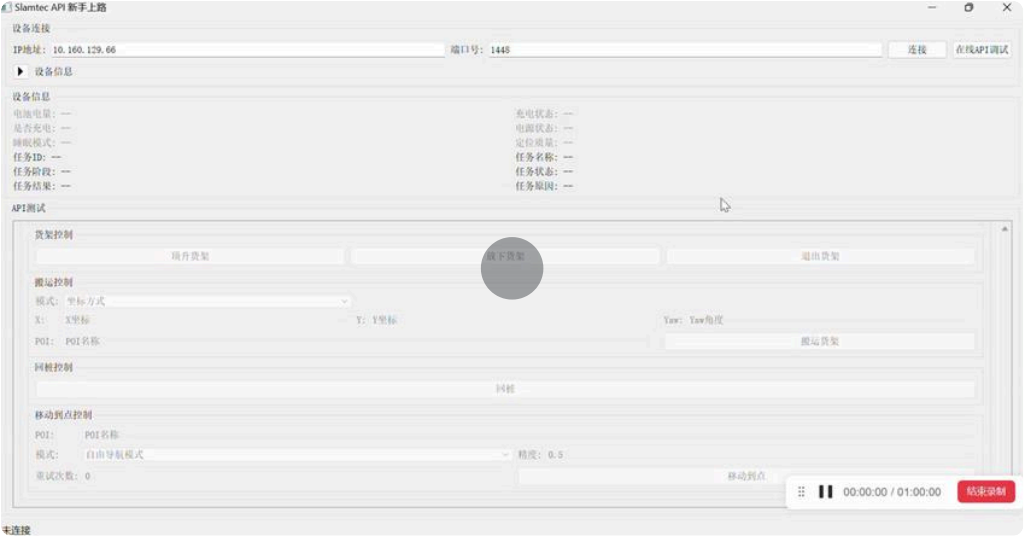 Slamtec API 新手上路
设备连接
IP地址: 10.160.129.66 端口号: 1448 连接 在线API调试
设备信息
设备信息
电池电量: -- 充电状态: --
是否充电: -- 电源状态: --
睡眠模式: -- 定位质量: --
任务ID: -- 任务名称: --
任务阶段: -- 任务状态: --
任务结果: -- 任务原因: --
API测试
货架控制
顶升货架 放下货架 退出货架
搬运控制
模式: 坐标方式
X: X坐标 Y: Y坐标 Yaw: Yaw角度
POI: POI名称 搬运货架
回桩控制
回桩
移动到点控制
POI: POI名称
模式: 自由导航模式 精度: 0.5
重试次数: 0 移动到点
00:00:00 / 01:00:00 结束录制
未连接